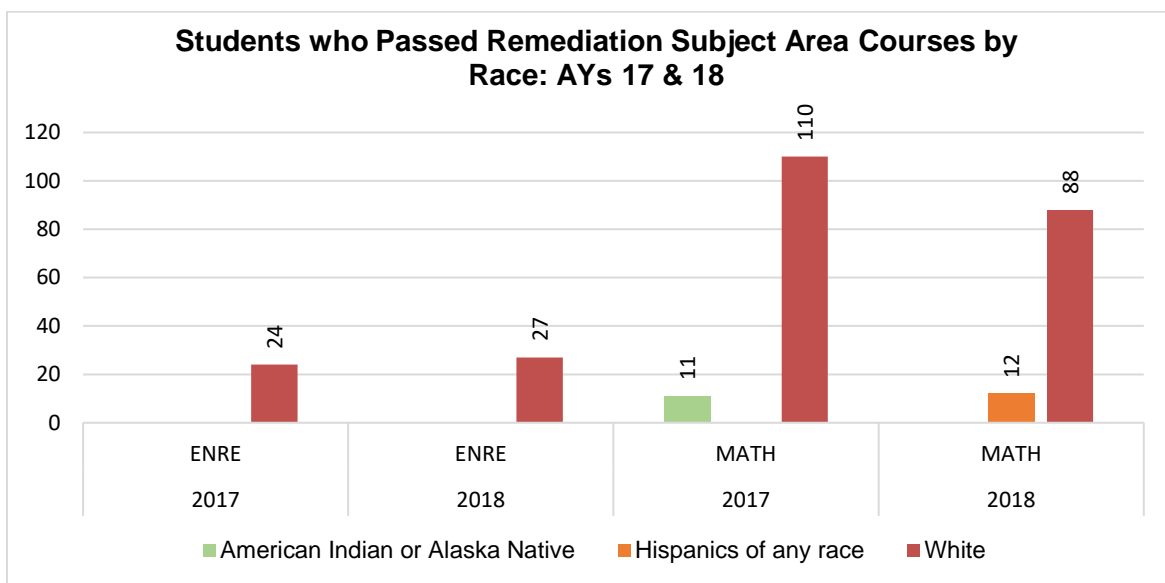 Students who Passed Remediation Subject Area Courses by
Race: AYs 17 & 18
120
100
80
60
40
20
0
24
27
11
110
12
88
ENRE ENRE MATH MATH
2017 2018 2017 2018
American Indian or Alaska Native Hispanics of any race White